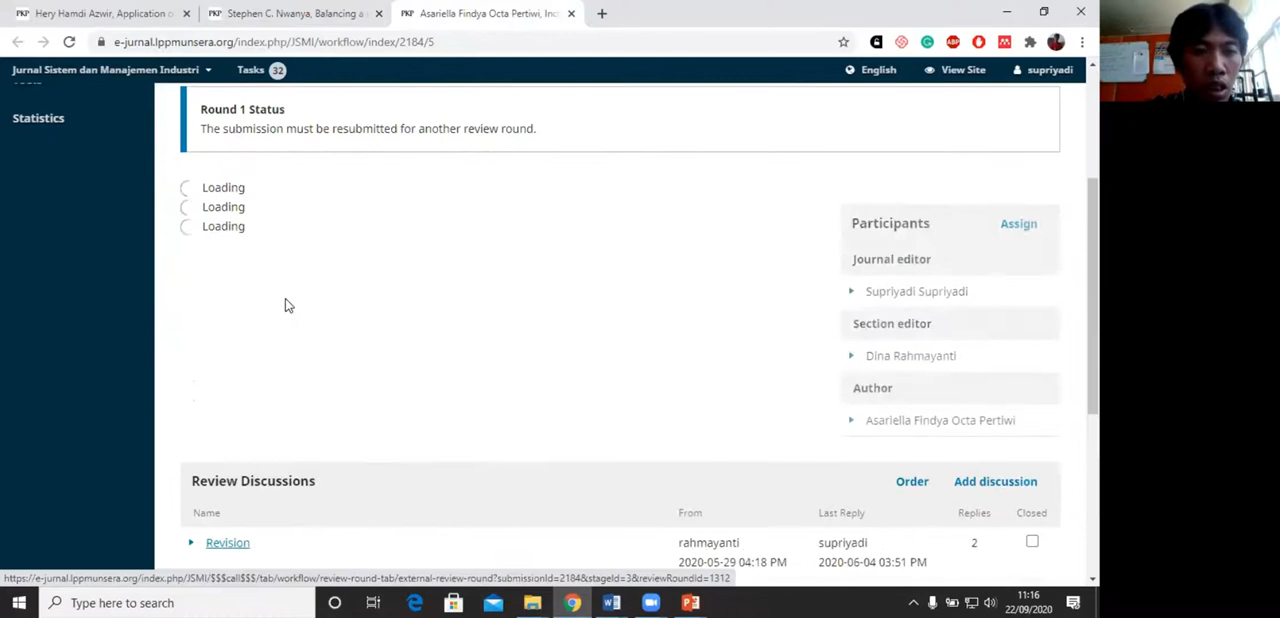 Hery Hamdi Azwir, Application o
Stephen C. Nwanya, Balancing a
Asariella Findya Octa Pertiwi, Inc
e-jurnal.lppmunsera.org/index.php/JSMI/workflow/index/2184/5
Jurnal Sistem dan Manajemen Industri
Tasks 32
English
View Site
supriyadi
Statistics
Round 1 Status
The submission must be resubmitted for another review round.
Loading
Loading
Loading
Participants
Assign
Journal editor
Supriyadi Supriyadi
Section editor
Dina Rahmayanti
Author
Asariella Findya Octa Pertiwi
Review Discussions
Order
Add discussion
Name
From
Last Reply
Replies
Closed
Revision
rahmayanti
supriyadi
2
2020-05-29 04:18 PM
2020-06-04 03:51 PM
https://e-jurnal.lppmunsera.org/index.php/JSMI/$$$call$$$/tab/workflow/review-round-tab/external-review-round?submissionId=2184&stageId=3&reviewRoundId=1312
Type here to search
11:16
22/09/2020